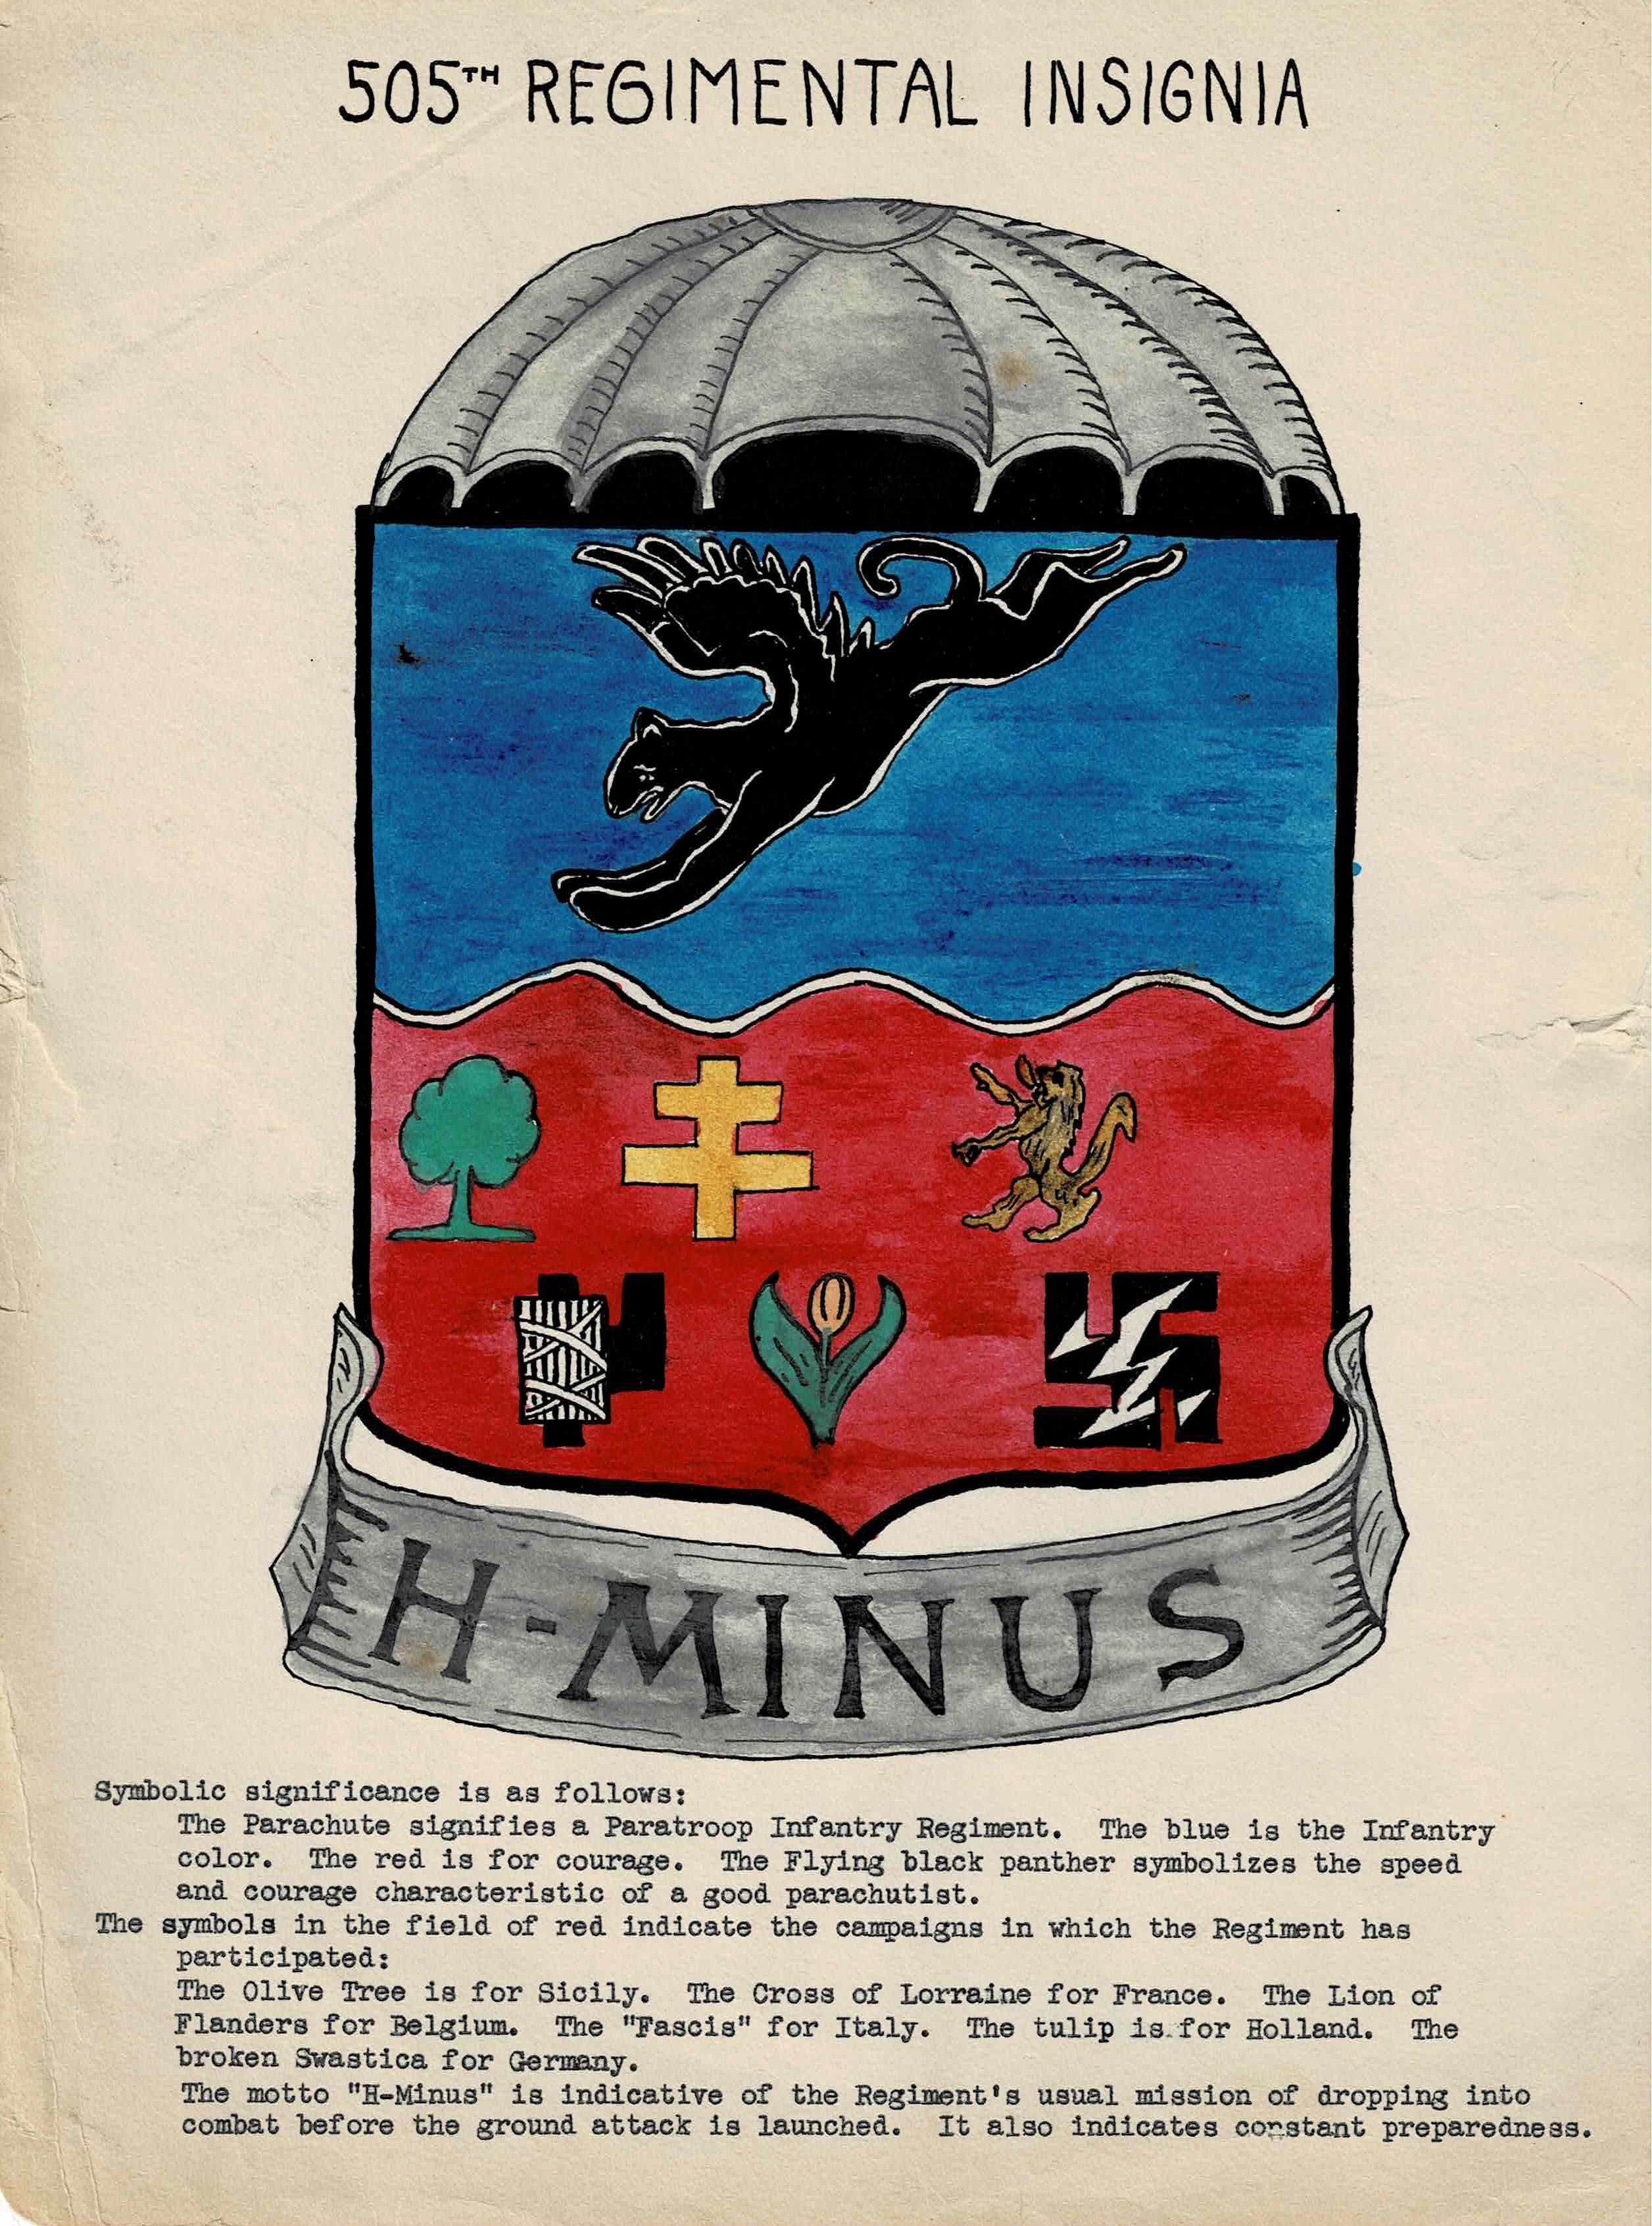 505TH REGIMENTAL INSIGNIA
H-MINUS
Symbolic significance is as follows:
The Parachute signifies a Paratroop Infantry Regiment. The blue is the Infantry
color. The red is for courage. The Flying black panther symbolizes the speed
and courage characteristic of a good parachutist.
The symbols in the field of red indicate the campaigns in which the Regiment has
participated:
The Olive Tree is for Sicily. The Cross of Lorraine for France. The Lion of
Flanders for Belgium. The "Fascis" for Italy. The tulip is for Holland. The
broken Swastica for Germany.
The motto "H-Minus" is indicative of the Regiment's usual mission of dropping into
combat before the ground attack is launched. It also indicates constant preparedness.